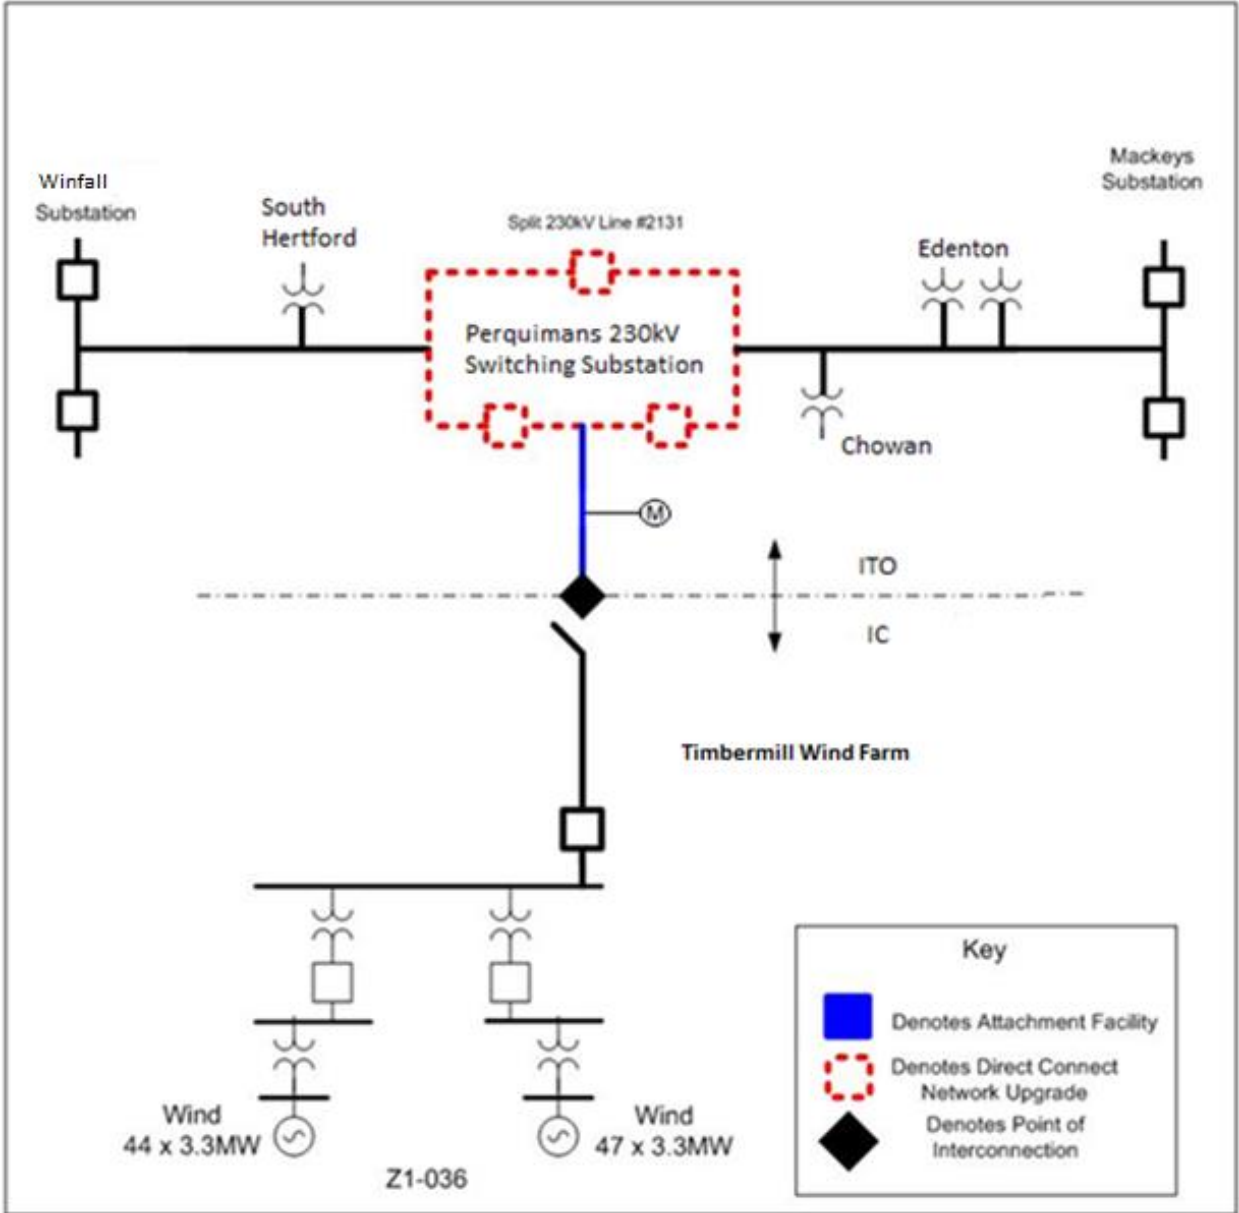 Winfall
Substation
South
Hertford
Split 230kV Line #2131
Edenton
Mackeys
Substation
Perquimans 230kV
Switching Substation
Chowan
M
ITO
IC
Timbermill Wind Farm
Wind
44 x 3.3MW
Wind
47 x 3.3MW
Z1-036
Key
Denotes Attachment Facility
Denotes Direct Connect
Network Upgrade
Denotes Point of
Interconnection